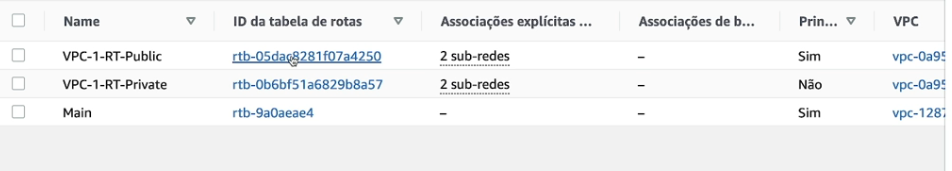 Name ID da tabela de rotas Associações explícitas ... Associações de b... Prin... VPC
VPC-1-RT-Public rtb-05dac8281f07a4250 2 sub-redes – Sim vpc-0a95
VPC-1-RT-Private rtb-0b6bf51a6829b8a57 2 sub-redes – Não vpc-0a95
Main rtb-9a0aeae4 – – Sim vpc-1287